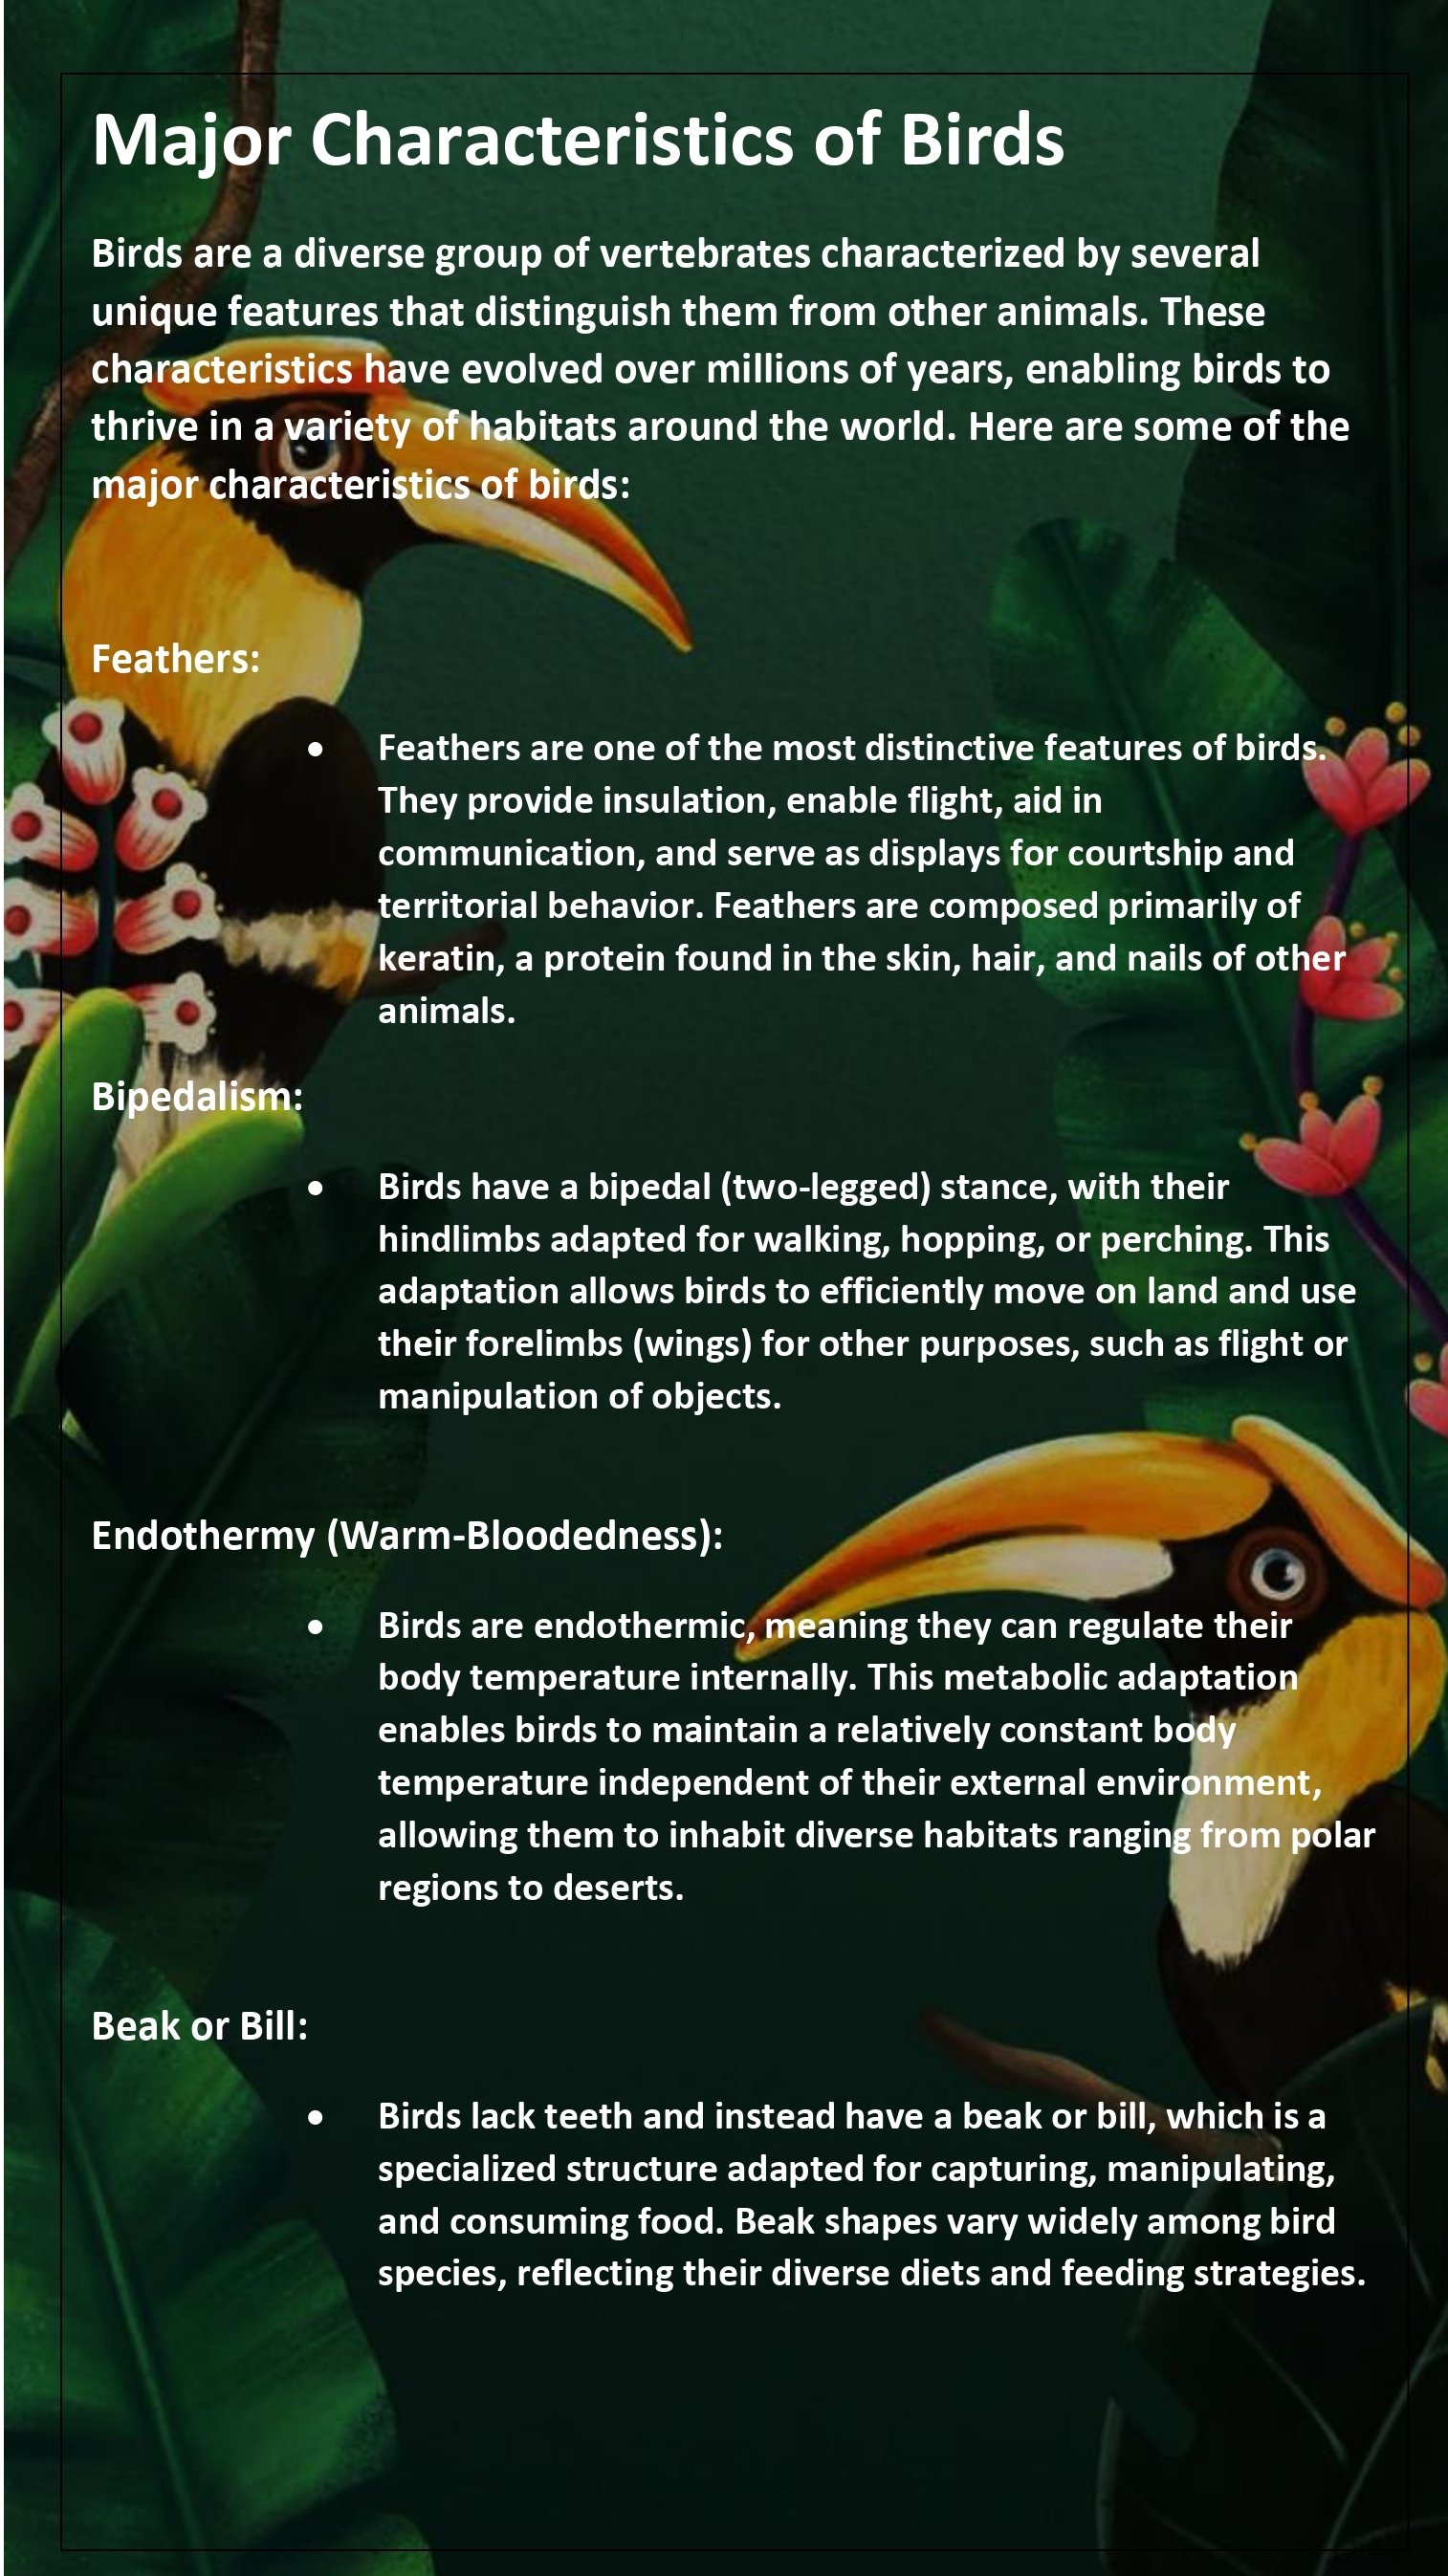 Major Characteristics of Birds
Birds are a diverse group of vertebrates characterized by several
unique features that distinguish them from other animals. These
characteristics have evolved over millions of years, enabling birds to
thrive in a variety of habitats around the world. Here are some of the
major characteristics of birds:
Feathers:
• Feathers are one of the most distinctive features of birds.
They provide insulation, enable flight, aid in
communication, and serve as displays for courtship and
territorial behavior. Feathers are composed primarily of
keratin, a protein found in the skin, hair, and nails of other
animals.
Bipedalism:
• Birds have a bipedal (two-legged) stance, with their
hindlimbs adapted for walking, hopping, or perching. This
adaptation allows birds to efficiently move on land and use
their forelimbs (wings) for other purposes, such as flight or
manipulation of objects.
Endothermy (Warm-Bloodedness):
• Birds are endothermic, meaning they can regulate their
body temperature internally. This metabolic adaptation
enables birds to maintain a relatively constant body
temperature independent of their external environment,
allowing them to inhabit diverse habitats ranging from polar
regions to deserts.
Beak or Bill:
• Birds lack teeth and instead have a beak or bill, which is a
specialized structure adapted for capturing, manipulating,
and consuming food. Beak shapes vary widely among bird
species, reflecting their diverse diets and feeding strategies.